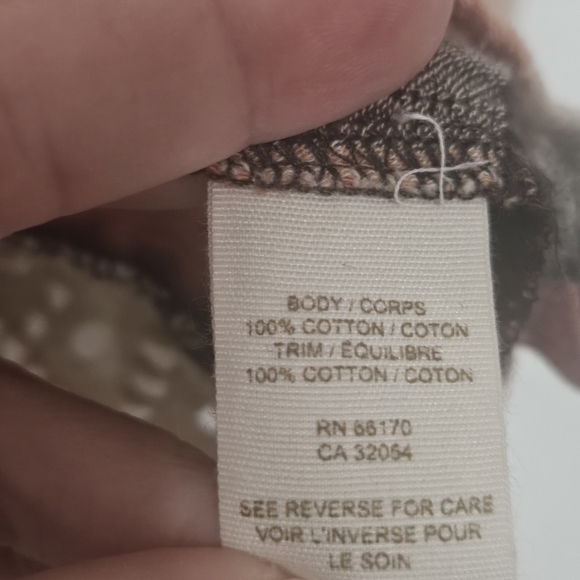 BODY / CORPS
100% COTTON / COTON
TRIM / ÉQUILIBRE
100% COTTON / COTON
RN 66170
CA 32054
SEE REVERSE FOR CARE
VOIR L'INVERSE POUR
LE SOIN